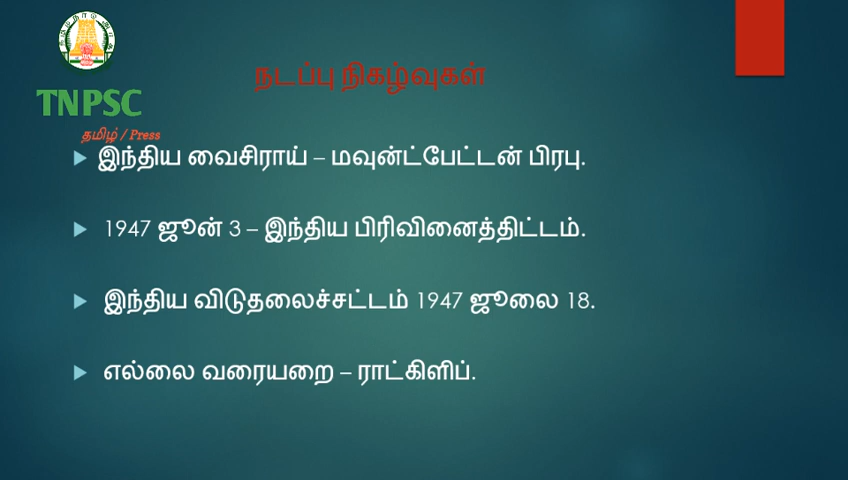 நடப்பு நிகழ்வுகள்
TNPSC
தமிழ் / Press
இந்திய வைசிராய் – மவுன்ட்பேட்டன் பிரபு.
1947 ஜூன் 3 – இந்திய பிரிவினைத்திட்டம்.
இந்திய விடுதலைச்சட்டம் 1947 ஜூலை 18.
எல்லை வரையறை – ராட்கிளிப்.